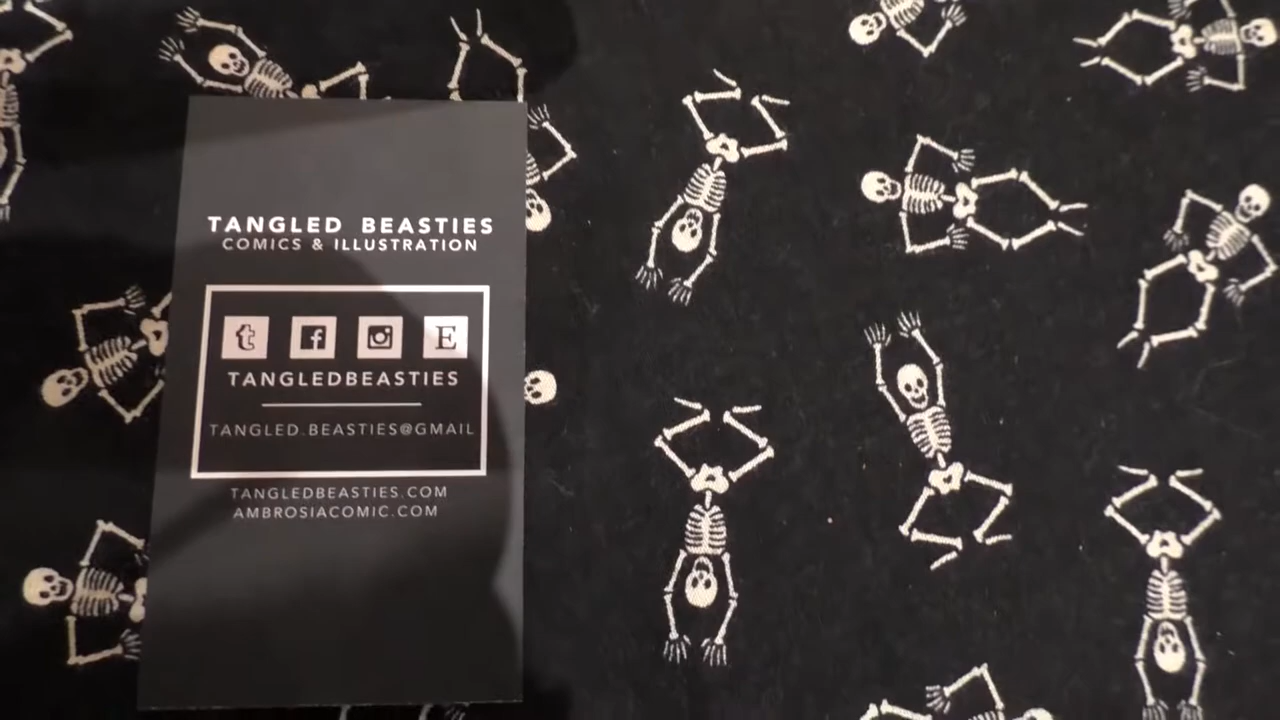 TANGLED BEASTIES
COMICS & ILLUSTRATION
t f E
TANGLEDBEASTIES
TANGLED.BEASTIES@GMAIL
TANGLEDBEASTIES.COM
AMBROSIACOMIC.COM